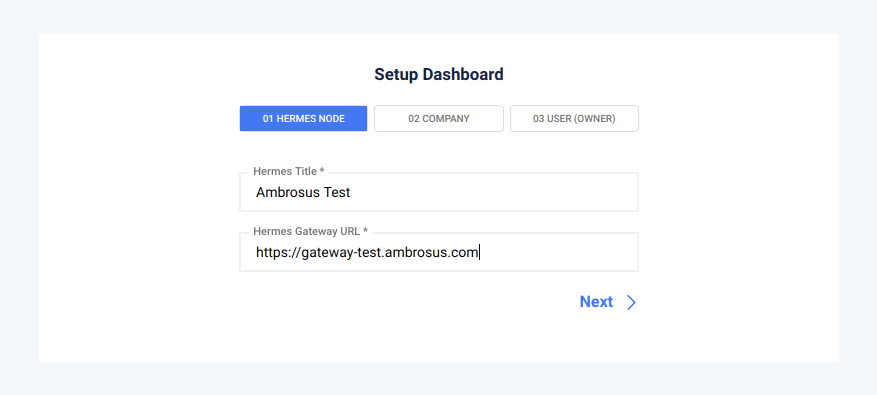 Setup Dashboard
01 HERMES NODE 02 COMPANY 03 USER (OWNER)
Hermes Title *
Ambrosus Test
Hermes Gateway URL *
https://gateway-test.ambrosus.com
Next